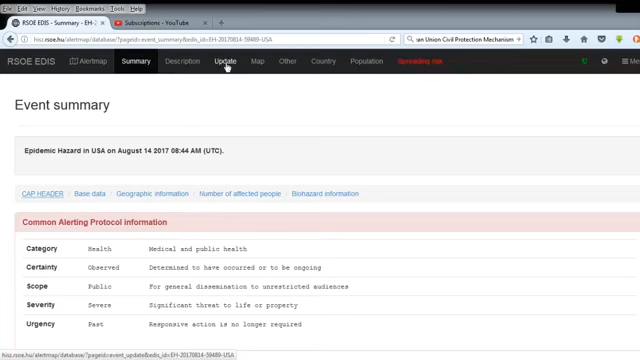 File Edit View History Bookmarks Tools Help
RSOE EDIS - Summary - EH-20 × Subscriptions - YouTube ×
hisz.rsoe.hu/alertmap/database/?pageid=event_summary&edis_id=EH-20170814-59489-USA
an Union Civil Protection Mechanism
RSOE EDIS Alertmap Summary Description Update Map Other Country Population Spreading risk
Event summary
Epidemic Hazard in USA on August 14 2017 08:44 AM (UTC).
CAP HEADER / Base data / Geographic information / Number of affected people / Biohazard information
Common Alerting Protocol information
Category Health Medical and public health
Certainty Observed Determined to have occurred or to be ongoing
Scope Public For general dissemination to unrestricted audiences
Severity Severe Significant threat to life or property
Urgency Past Responsive action is no longer required
hisz.rsoe.hu/alertmap/database/?pageid=event_update&edis_id=EH-20170814-59489-USA